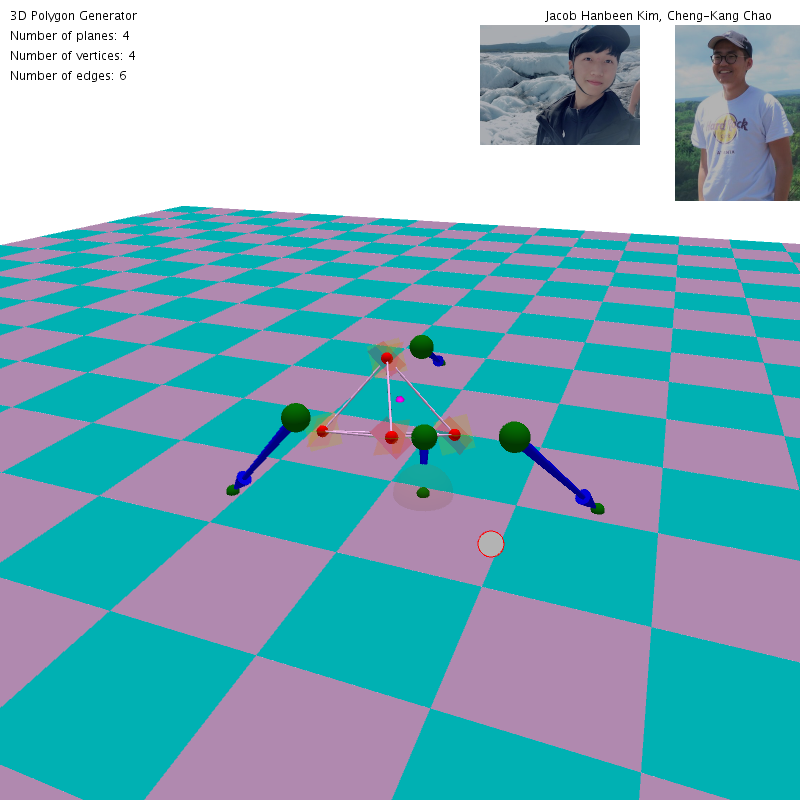 3D Polygon Generator
Jacob Hanbeen Kim, Cheng-Kang Chao
Number of planes: 4
Number of vertices: 4
Number of edges: 6